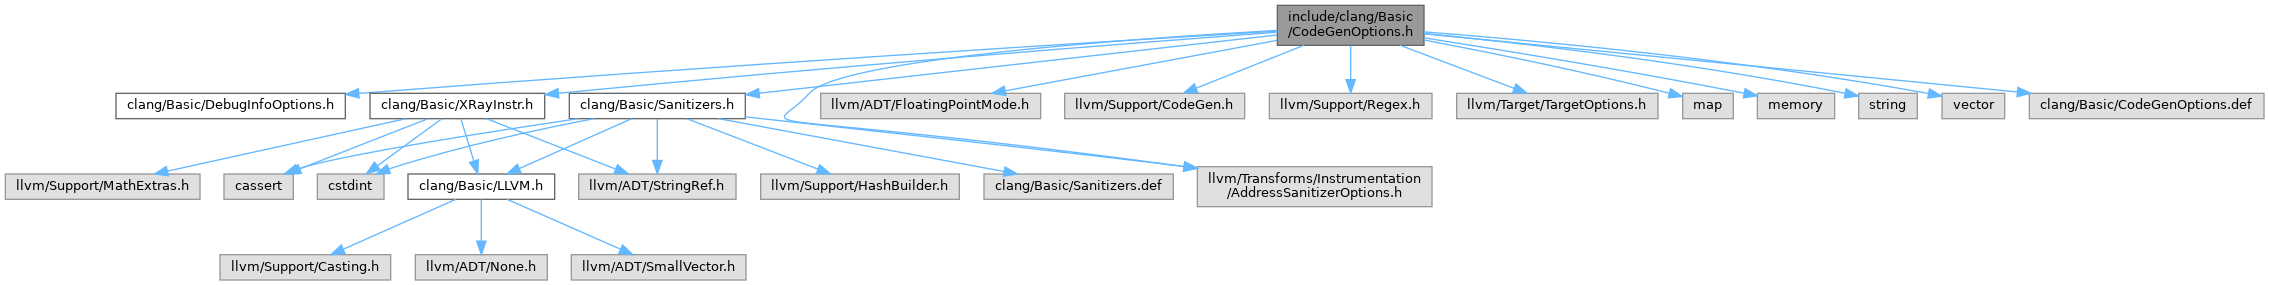 include/clang/Basic
/CodeGenOptions.h
clang/Basic/DebugInfoOptions.h
clang/Basic/XRayInstr.h
clang/Basic/Sanitizers.h
llvm/ADT/FloatingPointMode.h
llvm/Support/CodeGen.h
llvm/Support/Regex.h
llvm/Target/TargetOptions.h
map
memory
string
vector
clang/Basic/CodeGenOptions.def
llvm/Support/MathExtras.h
cassert
cstdint
clang/Basic/LLVM.h
llvm/ADT/StringRef.h
llvm/Support/HashBuilder.h
clang/Basic/Sanitizers.def
llvm/Transforms/Instrumentation
/AddressSanitizerOptions.h
llvm/Support/Casting.h
llvm/ADT/None.h
llvm/ADT/SmallVector.h